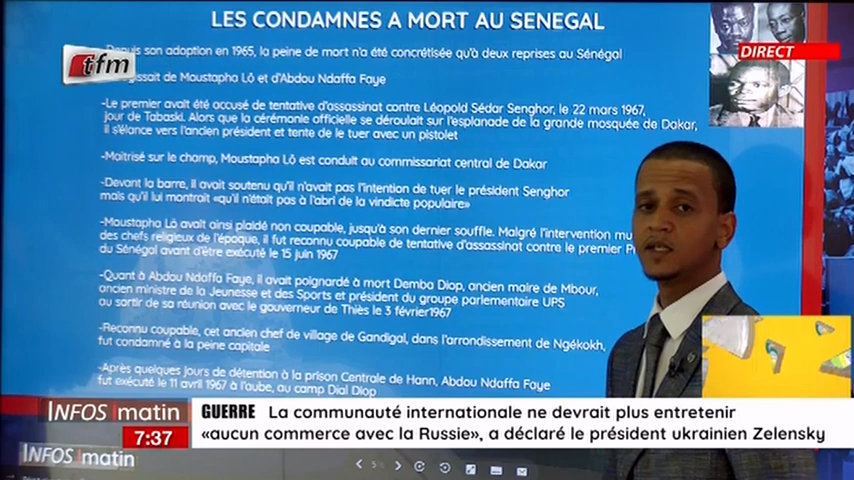 LES CONDAMNES A MORT AU SENEGAL
Depuis son adoption en 1965, la peine de mort n'a été concrétisée qu'à deux reprises au Sénégal
tfm
DIRECT
gissait de Moustapha Lô et d'Abdou Ndaffa Faye
-Le premier avait été accusé de tentative d'assassinat contre Léopold Sédar Senghor, le 22 mars 1967,
jour de Tabaski. Alors que la cérémonie officielle se déroulait sur l'esplanade de la grande mosquée de Dakar,
il s'élance vers l'ancien président et tente de le tuer avec un pistolet
-Maîtrisé sur le champ, Moustapha Lô est conduit au commissariat central de Dakar
-Devant la barre, il avait soutenu qu'il n'avait pas l'intention de tuer le président Senghor
mais qu'il lui montrait «qu'il n'était pas à l'abri de la vindicte populaire»
-Moustapha Lô avait ainsi plaidé non coupable, jusqu'à son dernier souffle. Malgré l'intervention
des chefs religieux de l'époque, il fut reconnu coupable de tentative d'assassinat contre le premier
du Sénégal avant d'être exécuté le 15 juin 1967
-Quant à Abdou Ndaffa Faye, il avait poignardé à mort Demba Diop, ancien maire de Mbour,
ancien ministre de la Jeunesse et des Sports et président du groupe parlementaire UPS
au sortir de sa réunion avec le gouverneur de Thiès le 3 février1967
-Reconnu coupable, cet ancien chef de village de Gandigal, dans l'arrondissement de Ngékokh,
fut condamné à la peine capitale
-Après quelques jours de détention à la prison Centrale de Hann, Abdou Ndaffa Faye
fut exécuté le 11 avril 1967 à l'aube, au camp Dial Diop
INFOS matin
7:37
GUERRE La communauté internationale ne devrait plus entretenir
«aucun commerce avec la Russie», a déclaré le président ukrainien Zelensky
INFOS matin